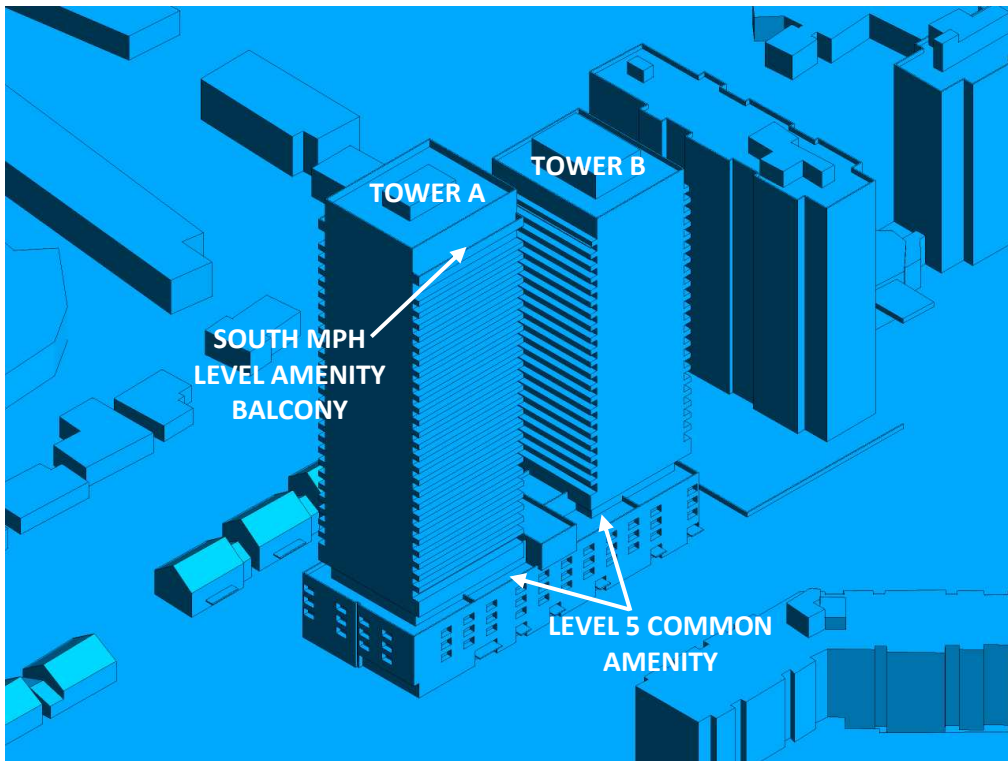 TOWER A
TOWER B
SOUTH MPH
LEVEL AMENITY
BALCONY
LEVEL 5 COMMON
AMENITY